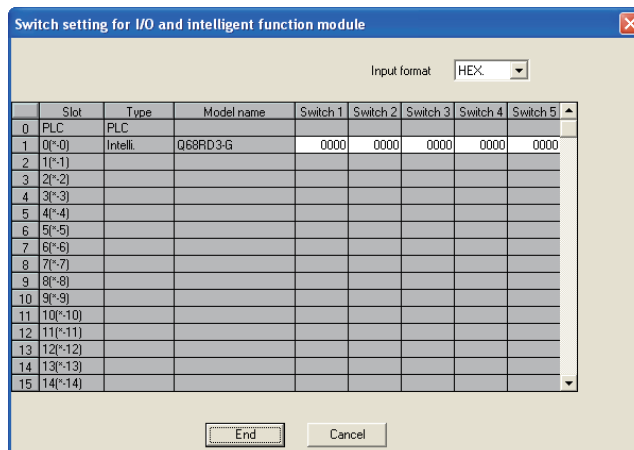 Switch setting for I/O and intelligent function module
Input format HEX.
Slot Type Model name Switch 1 Switch 2 Switch 3 Switch 4 Switch 5
0 PLC PLC
1 0(*-0) Intelli. Q68RD3-G 0000 0000 0000 0000 0000
2 1(*-1)
3 2(*-2)
4 3(*-3)
5 4(*-4)
6 5(*-5)
7 6(*-6)
8 7(*-7)
9 8(*-8)
10 9(*-9)
11 10(*-10)
12 11(*-11)
13 12(*-12)
14 13(*-13)
15 14(*-14)
End Cancel